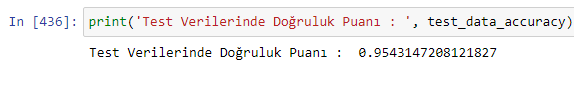 In [436]: print('Test Verilerinde Doğruluk Puanı : ', test_data_accuracy)
Test Verilerinde Doğruluk Puanı :  0.9543147208121827